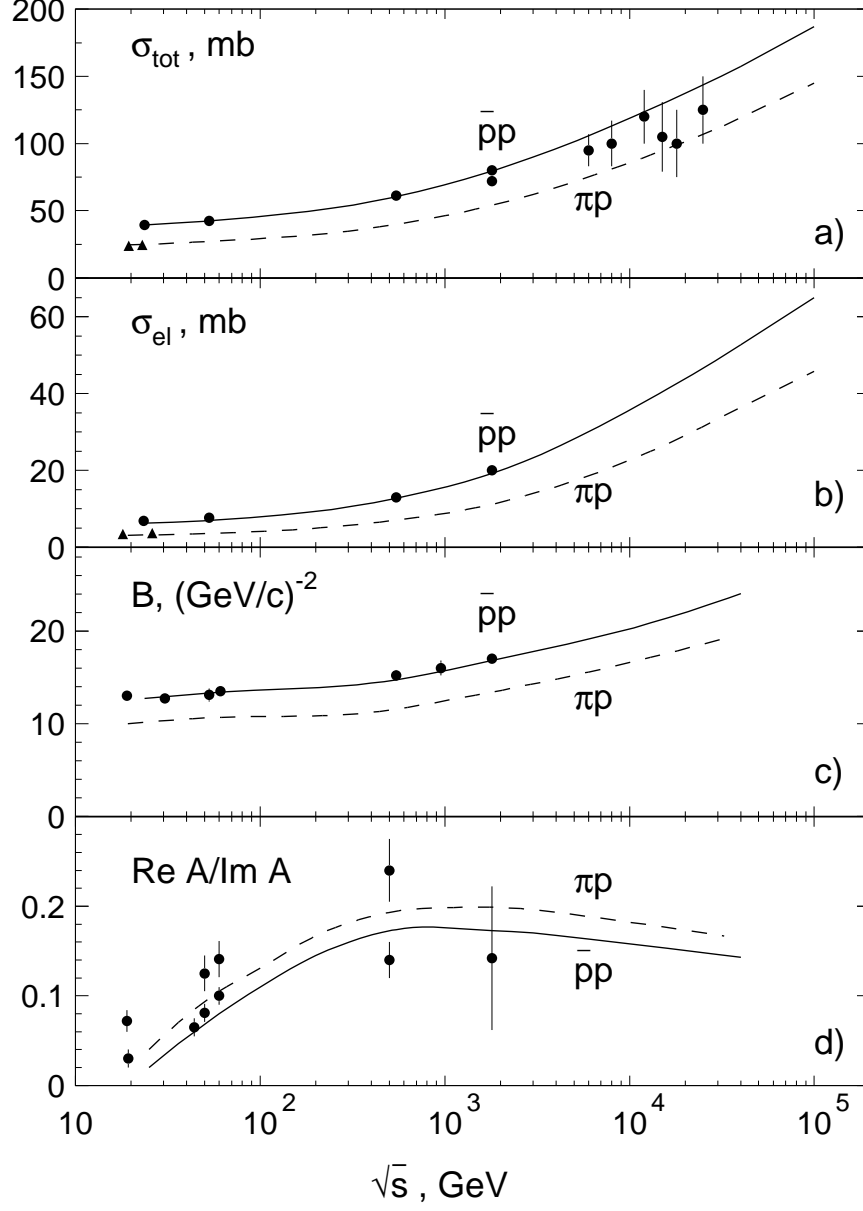 200
150
100
50
0
σtot , mb
p̄p
πp
a)
60
40
20
0
σel , mb
p̄p
πp
b)
20
10
0
B, (GeV/c)⁻²
p̄p
πp
c)
0.2
0.1
0
Re A/Im A
πp
p̄p
d)
10 10² 10³ 10⁴ 10⁵
√s̄ , GeV